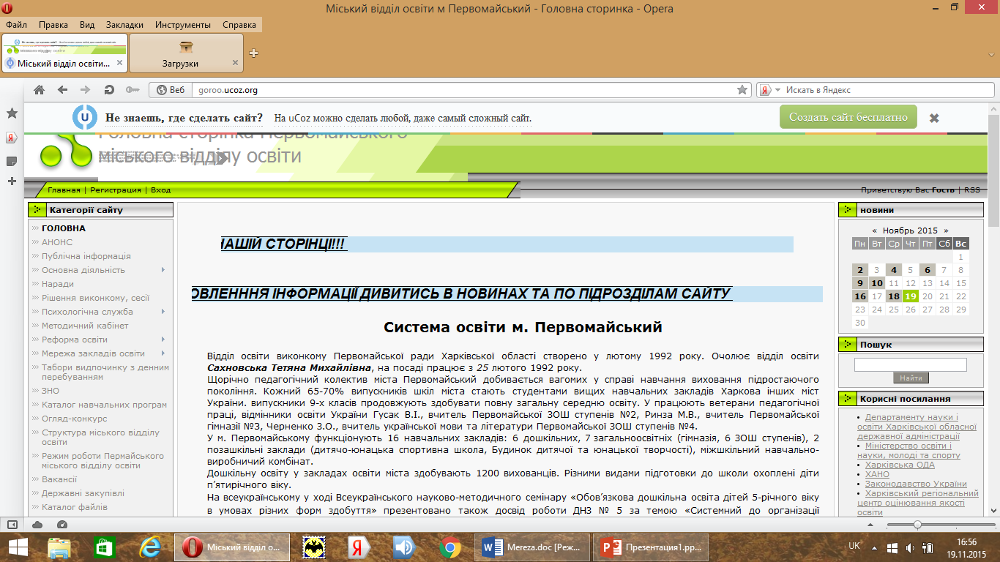 Міський відділ освіти м Первомайський - Головна сторинка - Opera
Файл Правка Вид Закладки Инструменты Справка
Міський відділ освіти...
Загрузки
Веб goroo.ucoz.org
Искать в Яндекс
Не знаешь, где сделать сайт? На uCoz можно сделать любой, даже самый сложный сайт.
Создать сайт бесплатно
Головна сторінка Первомайського
міського відділу освіти
Главная | Регистрация | Вход
Приветствую Вас Гость | RSS
Категорії сайту
ГОЛОВНА
АНОНС
Публічна інформація
Основна діяльність
Наради
Рішення виконкому, сесії
Психологічна служба
Методичний кабінет
Реформа освіти
Мережа закладів освіти
Табори видпочинку з денним
перебуванням
ЗНО
Каталог навчальних програм
Огляд-конкурс
Структура міського відділу
освіти
Режим роботи Пермайського
міського відділу освіти
Вакансії
Державні закупівлі
Каталог файлів
НАШІЙ СТОРІНЦІ!!!
ОВЛЕНННЯ ІНФОРМАЦІЇ ДИВИТИСЬ В НОВИНАХ ТА ПО ПІДРОЗДІЛАМ САЙТУ
Система освіти м. Первомайський
Відділ освіти виконкому Первомайської ради Харківської області створено у лютому 1992 року. Очолює відділ освіти
Сахновська Тетяна Михайлівна, на посаді працює з 25 лютого 1992 року.
Щорічно педагогічний колектив міста Первомайський добивається вагомих у справі навчання виховання підростаючого
покоління. Кожний 65-70% випускників шкіл міста стають студентами вищих навчальних закладів Харкова інших міст
України. випускники 9-х класів продовжують здобувати повну загальну середню освіту. У працюють ветерани педагогічної
праці, відмінники освіти України Гусак В.І., вчитель Первомайської ЗОШ ступенів №2, Ринза М.В., вчитель Первомайської
гімназії №3, Черненко З.О., вчитель української мови та літератури Первомайської ЗОШ ступенів №4.
У м. Первомайському функціонують 16 навчальних закладів: 6 дошкільних, 7 загальноосвітніх (гімназія, 6 ЗОШ ступенів), 2
позашкільні заклади (дитячо-юнацька спортивна школа, Будинок дитячої та юнацької творчості), міжшкільний навчально-
виробничий комбінат.
Дошкільну освіту у закладах освіти міста здобувають 1200 вихованців. Різними видами підготовки до школи охоплені діти
п'ятирічного віку.
На всеукраїнському у ході Всеукраїнського науково-методичного семінару «Обов'язкова дошкільна освіта дітей 5-річного віку
в умовах різних форм здобуття» презентовано також досвід роботи ДНЗ № 5 за темою «Системний до організації
новини
« Ноябрь 2015 »
Пн Вт Ср Чт Пт Сб Вс
1
2 3 4 5 6 7 8
9 10 11 12 13 14 15
16 17 18 19 20 21 22
23 24 25 26 27 28 29
30
Пошук
Найти
Корисні посилання
Департаменту науки і
освіти Харківської обласної
державної адміністрації
Міністерство освіти і
науки, молоді та спорту
Харківська ОДА
ХАНО
Законодавство України
Харківський регіональний
центр оцінювання якості
освіти
Міський відділ о...
Mereza.doc [Реж...
Презентация1.pp...
UK
16:56
19.11.2015